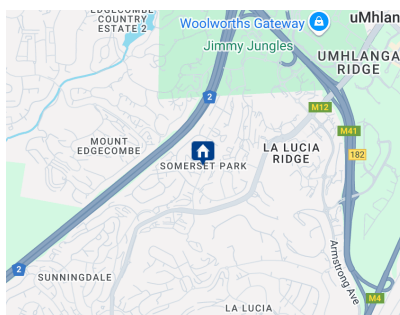 EDGECOMBE
COUNTRY
ESTATE 2
Woolworths Gateway
uMhlanga
Jimmy Jungles
UMHLANGA
RIDGE
2
M12
M41
MOUNT
EDGECOMBE
LA LUCIA
RIDGE
182
SOMERSET PARK
Armstrong Ave
2
SUNNINGDALE
M4
LA LUCIA